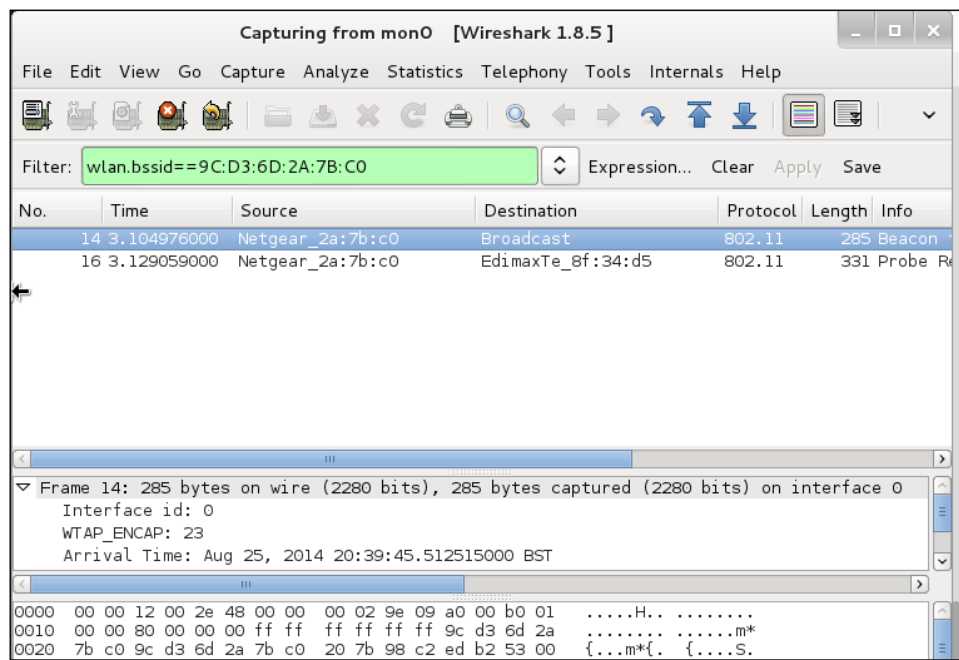 Capturing from mon0 [Wireshark 1.8.5 ]
File Edit View Go Capture Analyze Statistics Telephony Tools Internals Help
Filter: wlan.bssid==9C:D3:6D:2A:7B:C0 Expression... Clear Apply Save
No. Time Source Destination Protocol Length Info
14 3.104976000 Netgear_2a:7b:c0 Broadcast 802.11 285 Beacon
16 3.129059000 Netgear_2a:7b:c0 EdimaxTe_8f:34:d5 802.11 331 Probe Re
Frame 14: 285 bytes on wire (2280 bits), 285 bytes captured (2280 bits) on interface 0
Interface id: 0
WTAP_ENCAP: 23
Arrival Time: Aug 25, 2014 20:39:45.512515000 BST
0000 00 00 12 00 2e 48 00 00 00 02 9e 09 a0 00 b0 01 .....H.. ........
0010 00 00 80 00 00 00 ff ff ff ff ff ff 9c d3 6d 2a ........ ......m*
0020 7b c0 9c d3 6d 2a 7b c0 20 7b 98 c2 ed b2 53 00 {...m*{. {....S.